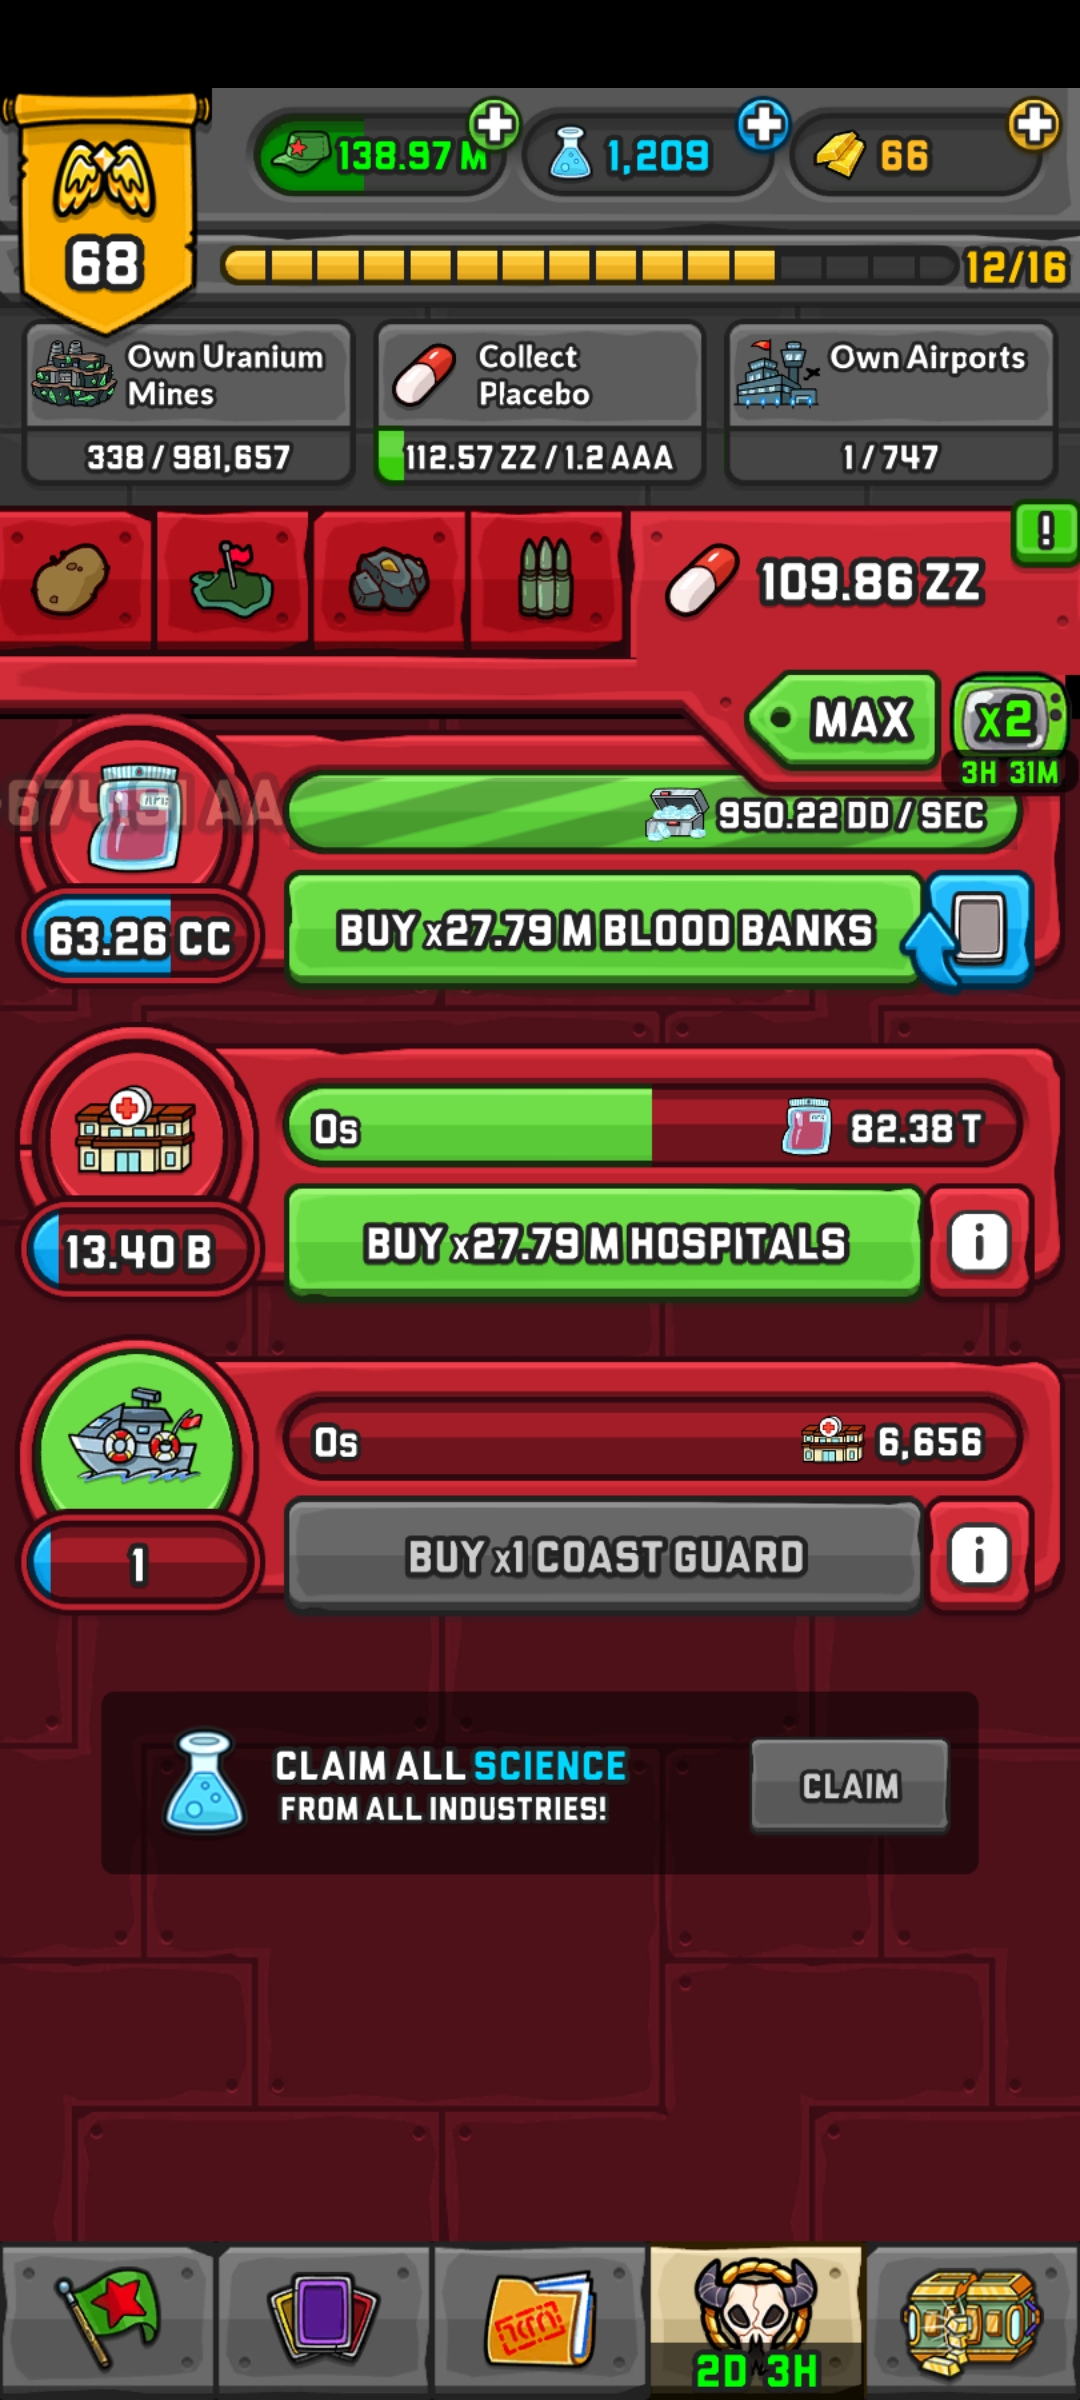 138.97 M
1,209
66
68
12/16
Own Uranium
Mines
338 / 981,657
Collect
Placebo
112.57 ZZ / 1.2 AAA
Own Airports
1 / 747
!
109.86 ZZ
MAX
x2
3H 31M
950.22 DD / SEC
63.26 CC
BUY x27.79 M BLOOD BANKS
0s
82.38 T
13.40 B
BUY x27.79 M HOSPITALS
i
0s
6,656
1
BUY x1 COAST GUARD
i
CLAIM ALL SCIENCE
FROM ALL INDUSTRIES!
CLAIM
2D 3H